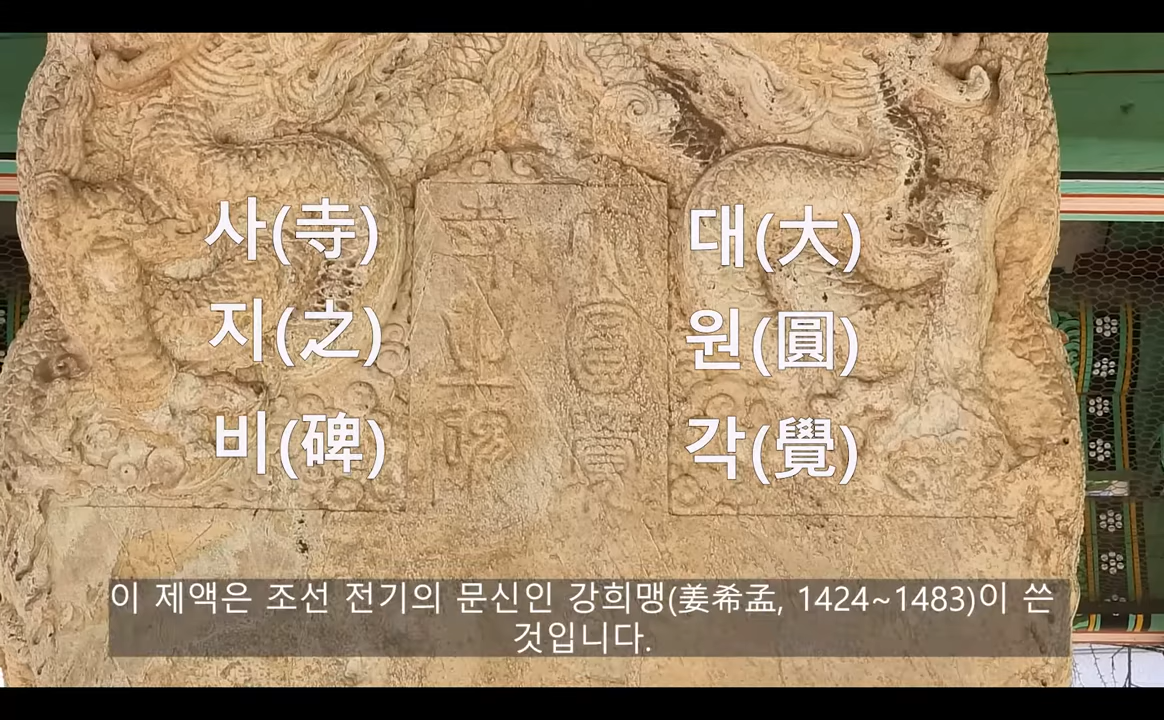 대(大)
원(圓)
각(覺)
사(寺)
지(之)
비(碑)
이 제액은 조선 전기의 문신인 강희맹(姜希孟, 1424~1483)이 쓴
것입니다.